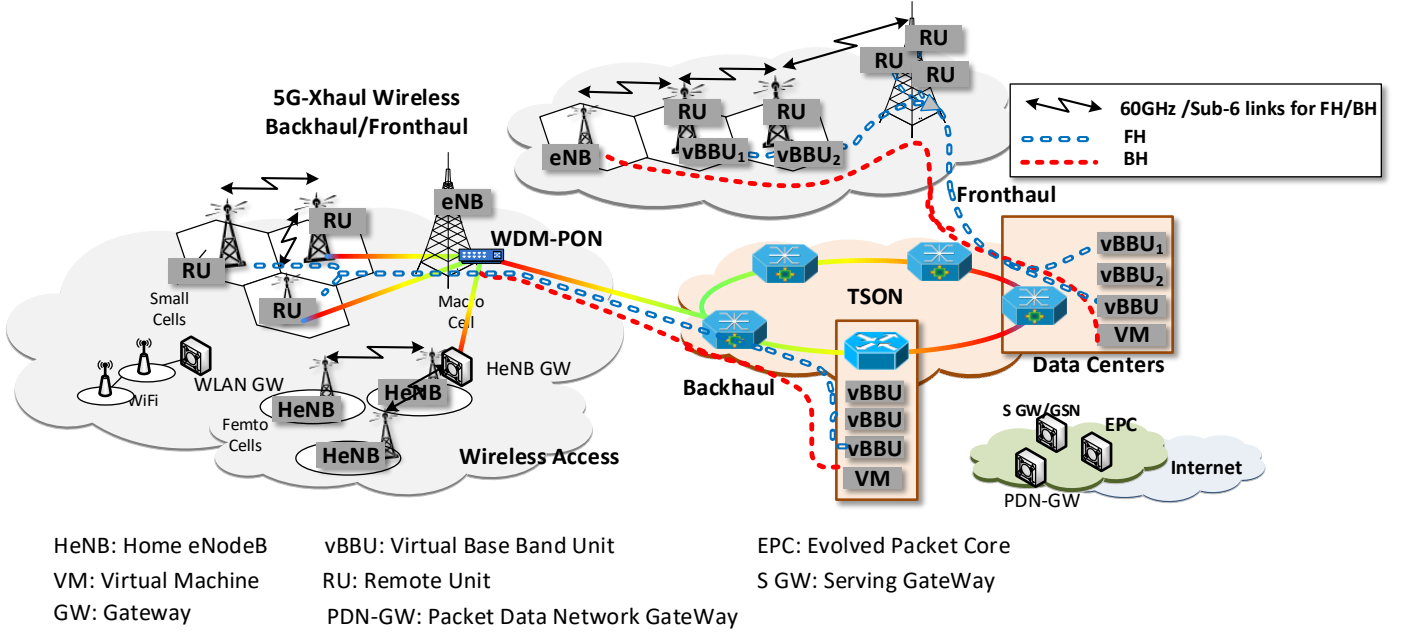 RU
RU
RU
5G-Xhaul Wireless
Backhaul/Fronthaul
RU
RU
eNB
vBBU1
vBBU2
60GHz /Sub-6 links for FH/BH
FH
BH
Fronthaul
eNB
RU
RU
RU
WDM-PON
Small
Cells
Macro
Cell
WLAN GW
WiFi
HeNB GW
HeNB
HeNB
HeNB
Femto
Cells
Wireless Access
TSON
Backhaul
vBBU
vBBU
vBBU
VM
vBBU1
vBBU2
vBBU
VM
Data Centers
S GW/GSN
EPC
PDN-GW
Internet
HeNB: Home eNodeB
vBBU: Virtual Base Band Unit
EPC: Evolved Packet Core
VM: Virtual Machine
RU: Remote Unit
S GW: Serving GateWay
GW: Gateway
PDN-GW: Packet Data Network GateWay